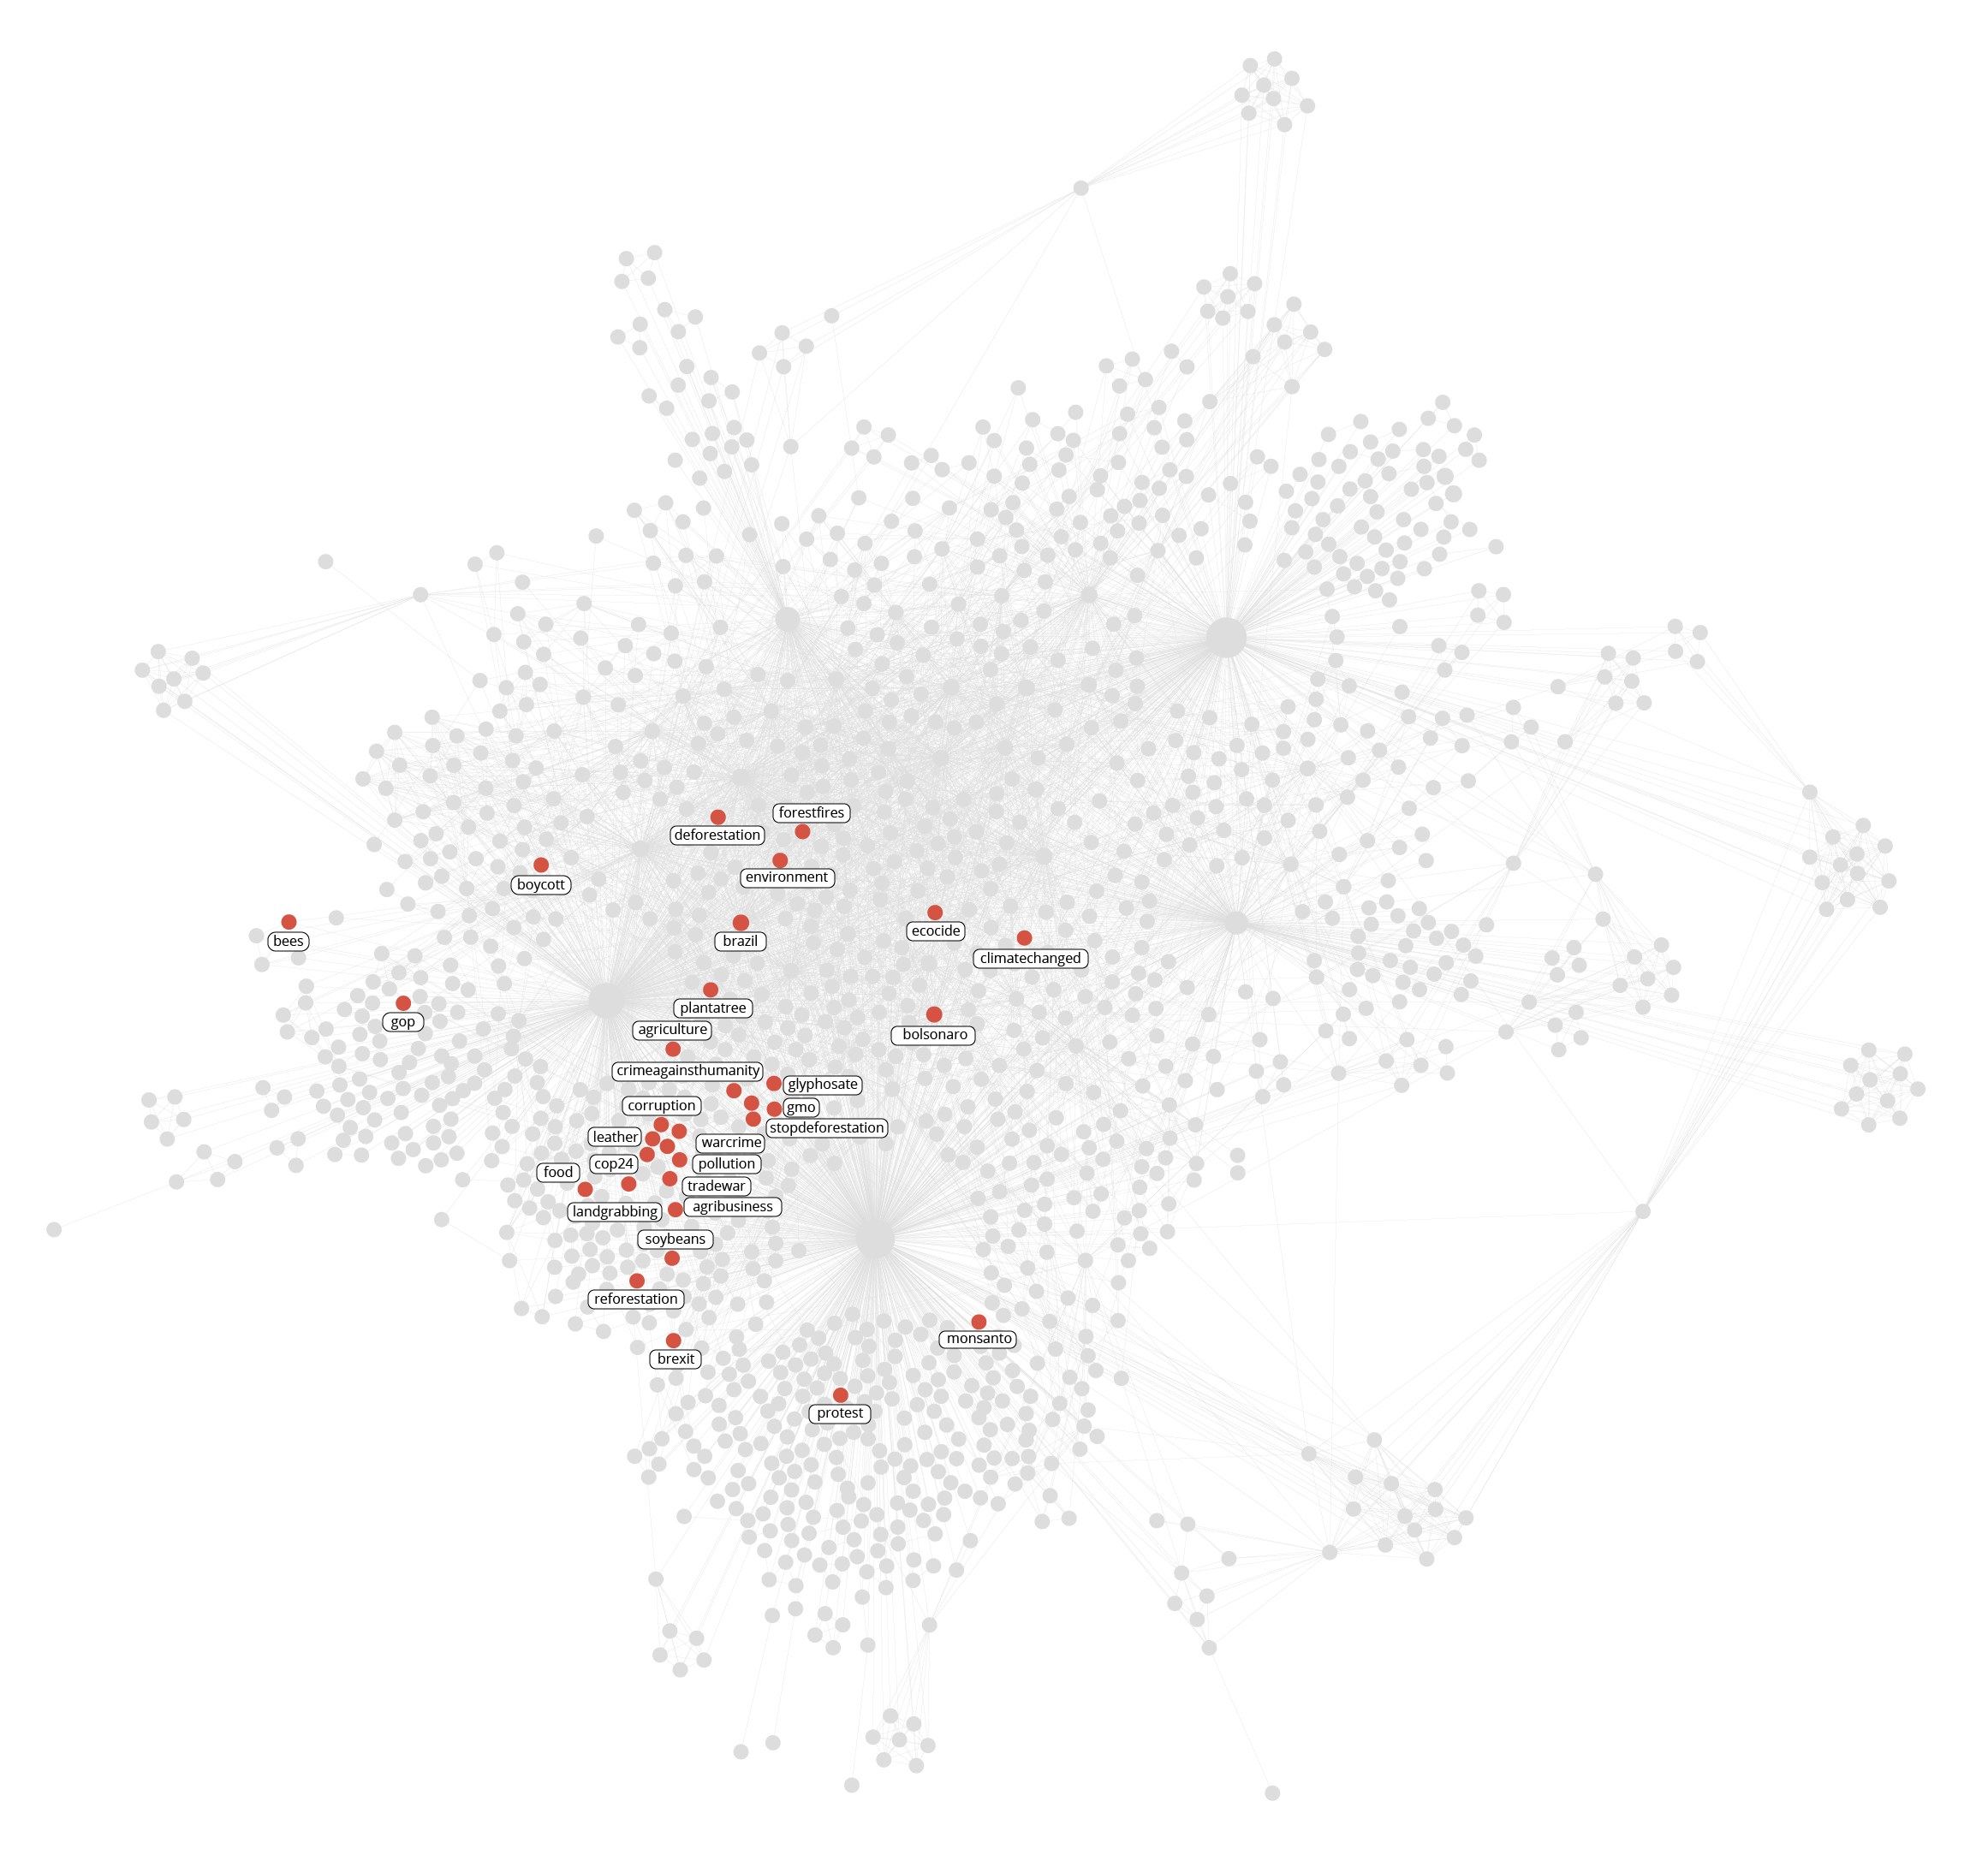 forestfires
deforestation
environment
boycott
bees
brazil
ecocide
climatechanged
plantatree
gop
agriculture
bolsonaro
crimeagainsthumanity
glyphosate
corruption
gmo
stopdeforestation
leather
warcrime
cop24
pollution
food
tradewar
landgrabbing
agribusiness
soybeans
reforestation
monsanto
brexit
protest